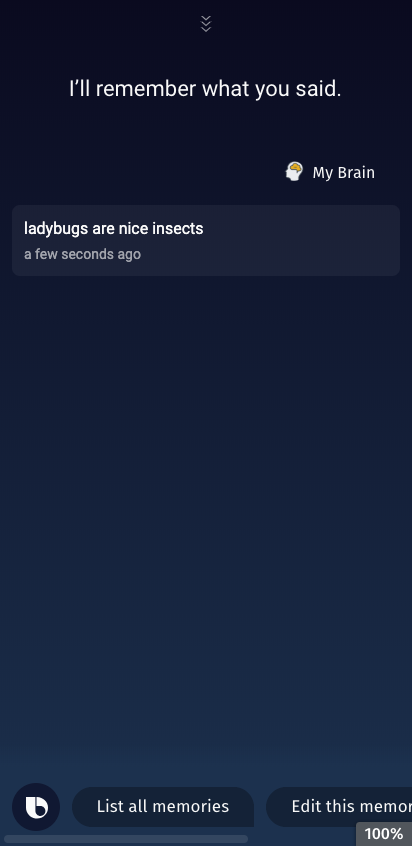 I'll remember what you said.
My Brain
ladybugs are nice insects
a few seconds ago
List all memories
Edit this memor
100%